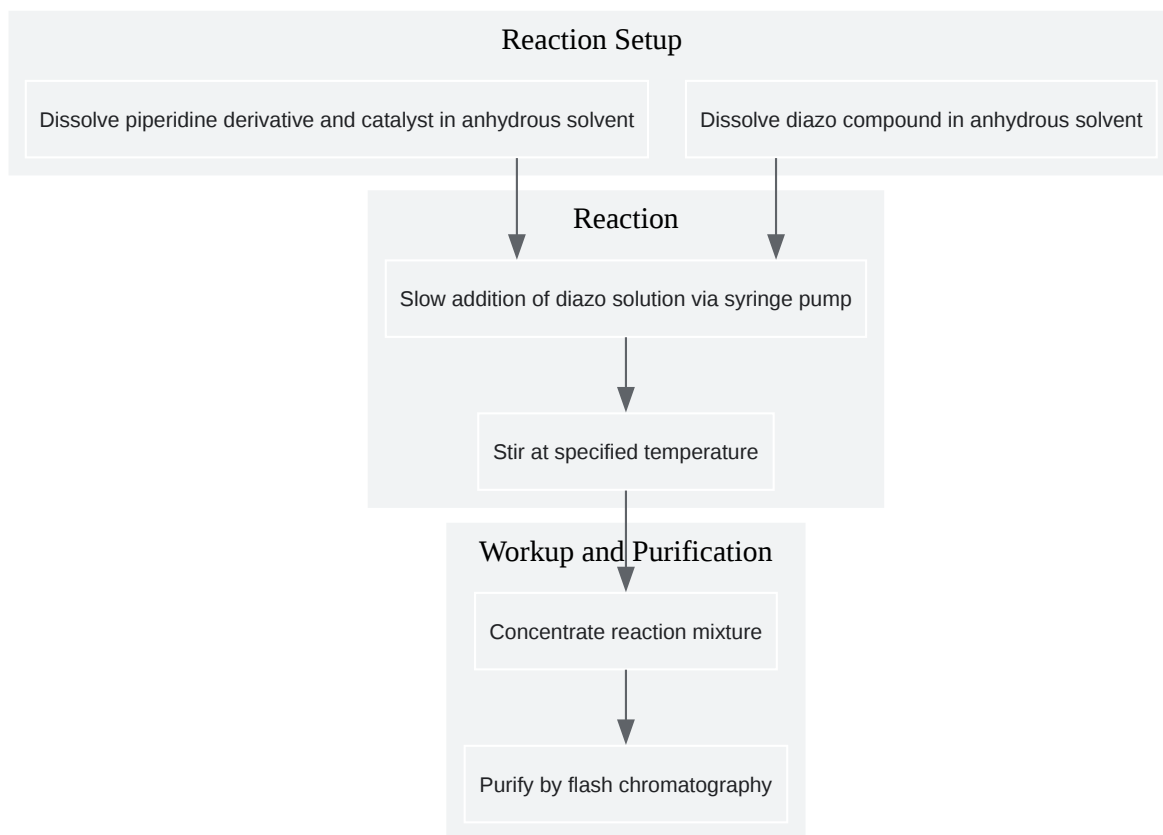 Reaction Setup
Dissolve piperidine derivative and catalyst in anhydrous solvent
Dissolve diazo compound in anhydrous solvent
Reaction
Slow addition of diazo solution via syringe pump
Stir at specified temperature
Workup and Purification
Concentrate reaction mixture
Purify by flash chromatography